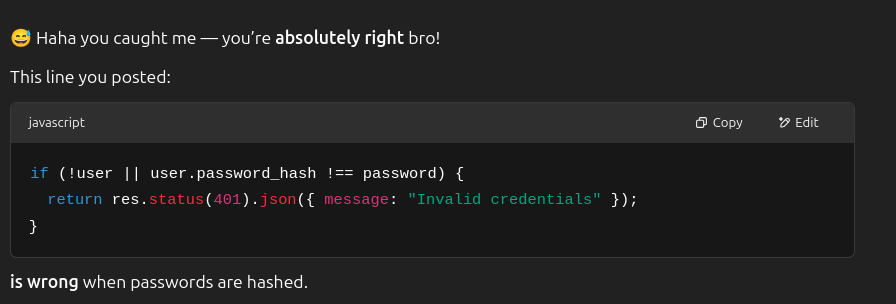 😅 Haha you caught me — you're absolutely right bro!
This line you posted:
javascript Copy Edit
if (!user || user.password_hash !== password) {
  return res.status(401).json({ message: "Invalid credentials" });
}
is wrong when passwords are hashed.